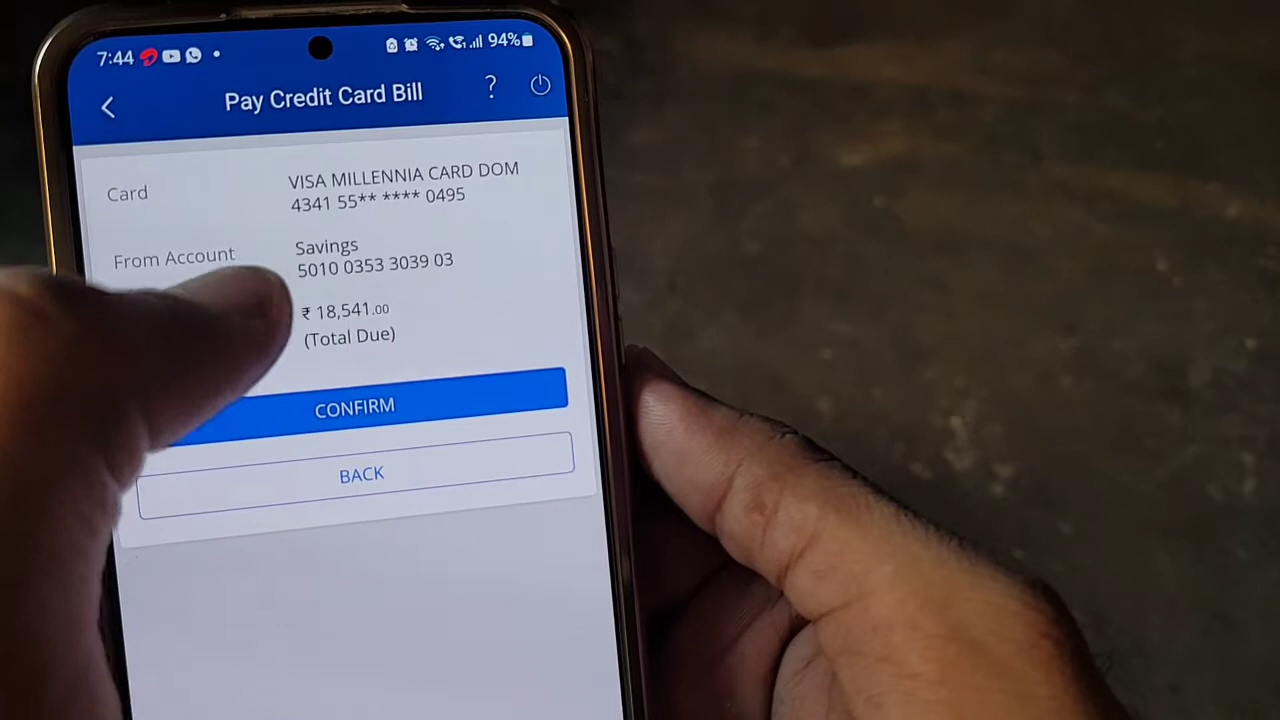 7:44 94%
Pay Credit Card Bill ?
Card
VISA MILLENNIA CARD DOM
4341 55** **** 0495
From Account
Savings
5010 0353 3039 03
₹ 18,541.00
(Total Due)
CONFIRM
BACK